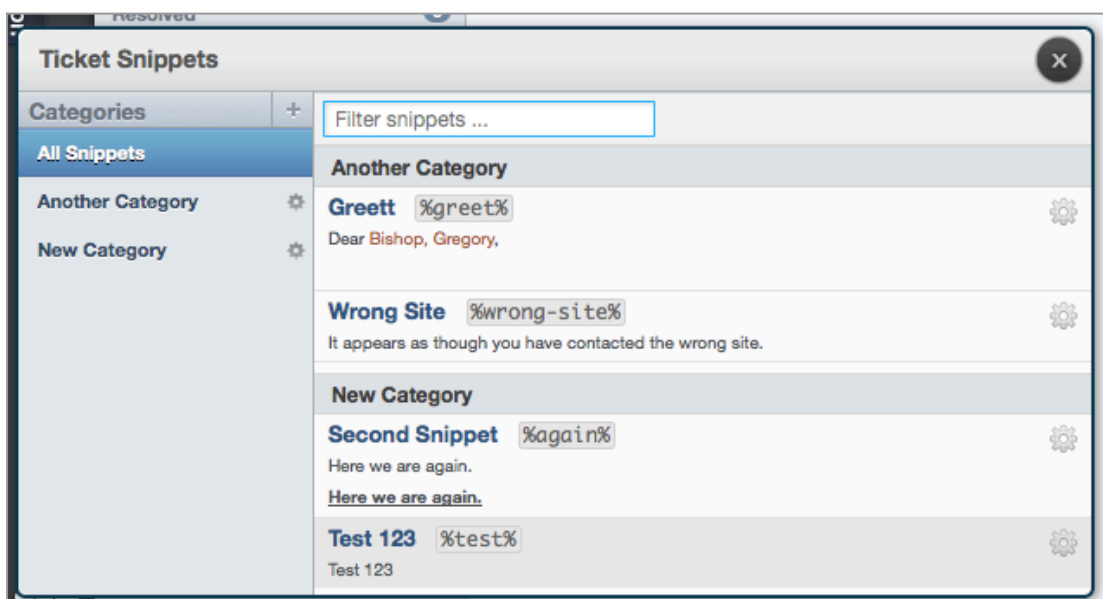 Resolved
Ticket Snippets
Categories
All Snippets
Another Category
New Category
Filter snippets ...
Another Category
Greett %greet%
Dear Bishop, Gregory,
Wrong Site %wrong-site%
It appears as though you have contacted the wrong site.
New Category
Second Snippet %again%
Here we are again.
Here we are again.
Test 123 %test%
Test 123